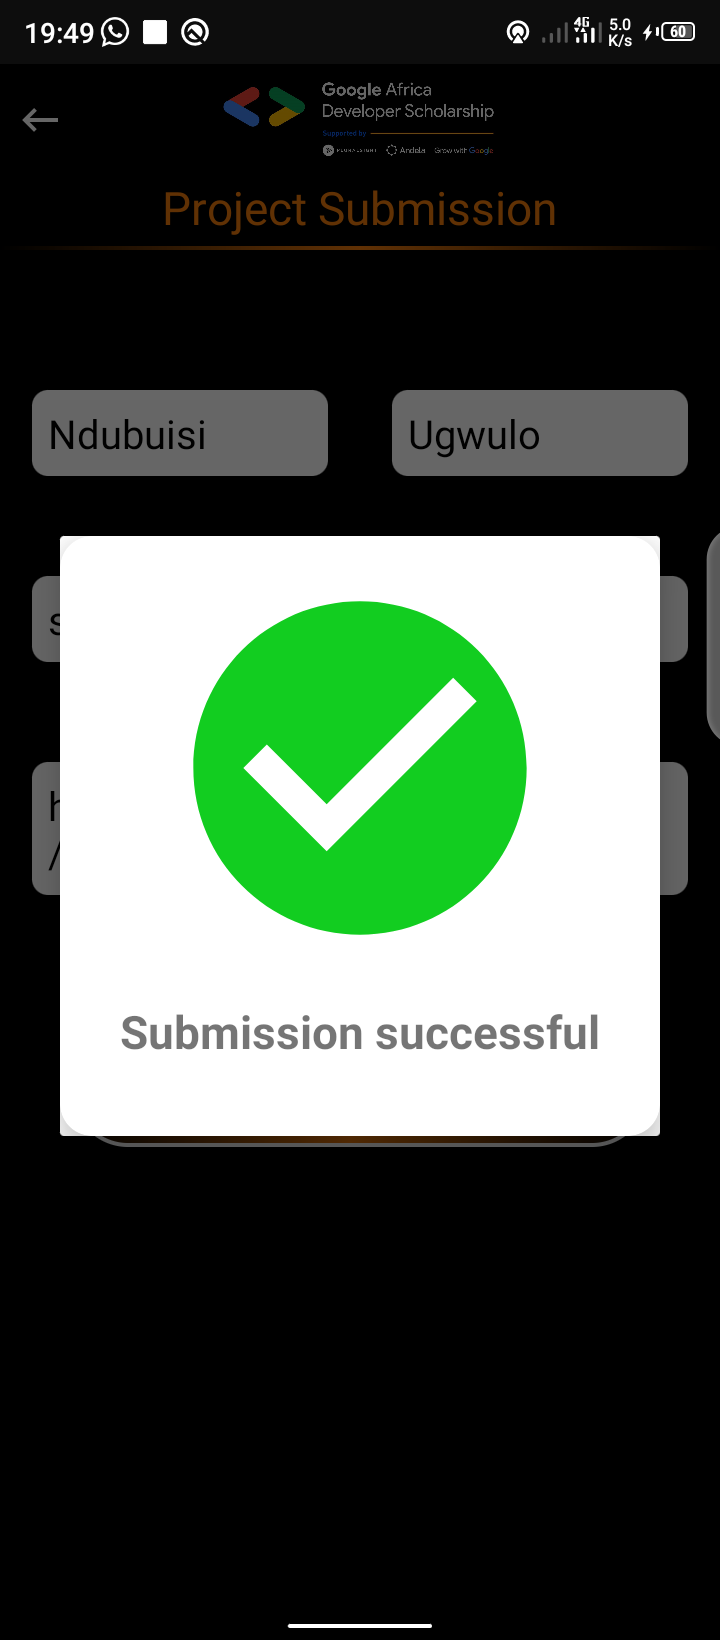 19:49
4G
5.0
K/s
60
Google Africa
Developer Scholarship
Supported by
PLURALSIGHT Andela Grow with Google
Project Submission
Ndubuisi
Ugwulo
s
h
/
Submission successful